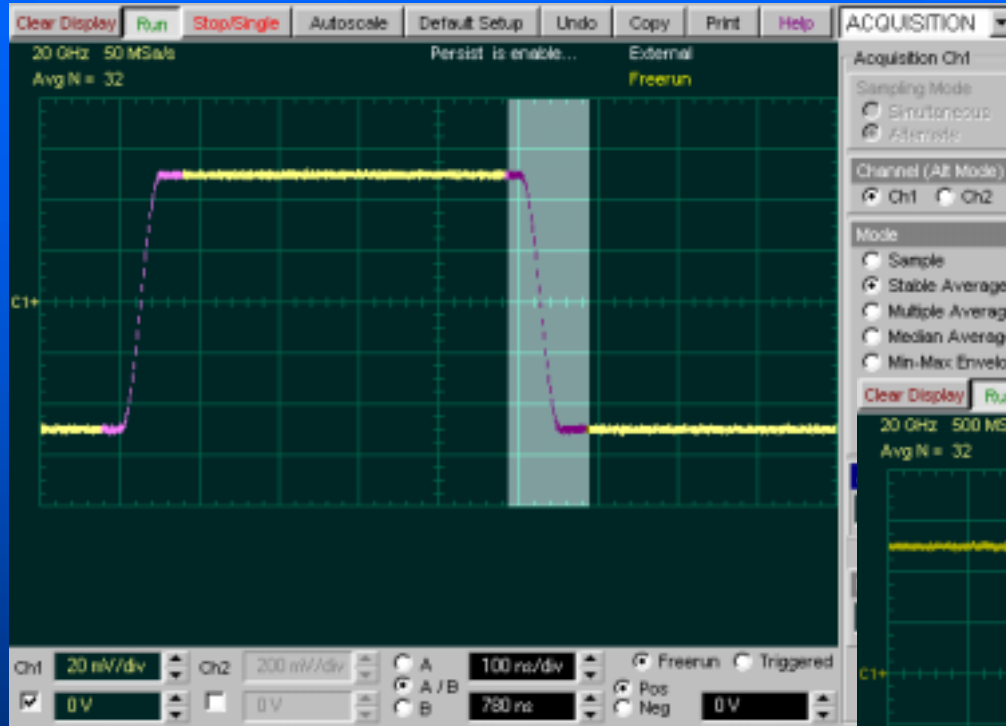 Clear Display Run Stop/Single Autoscale Default Setup Undo Copy Print Help
ACQUISITION
20 GHz 50 MSa/s Persist is enable... External
Avg N = 32 Freerun
Acquisition Ch1
Sampling Mode
Simultaneous
Alternate
Channel (Alt Mode)
Ch1 Ch2
Mode
Sample
Stable Average
Multiple Averag
Median Average
Min-Max Envelo
C1+
Clear Display Ru
20 GHz 500 MS
Avg N = 32
C1+
Ch1 20 mV/div Ch2 200 mV/div A 100 ns/div Freerun Triggered
A / B
0 V 0 V B 780 ns Pos
Neg 0 V